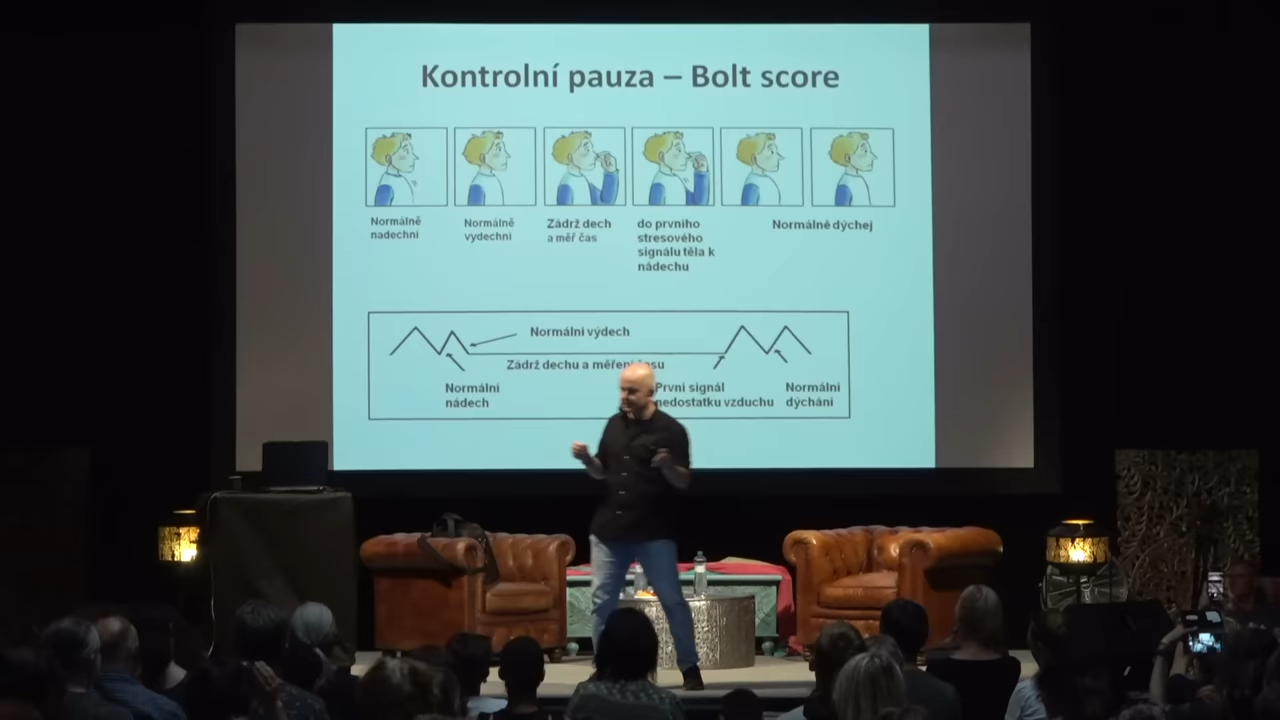 Kontrolní pauza – Bolt score
Normálně
nadechni
Normálně
vydechni
Zádrž dech
a měř čas
do prvního
stresového
signálu těla k
nádechu
Normálně dýchej
Normální výdech
Zádrž dechu a měření času
Normální
nádech
První signál
nedostatku vzduchu
Normální
dýchání